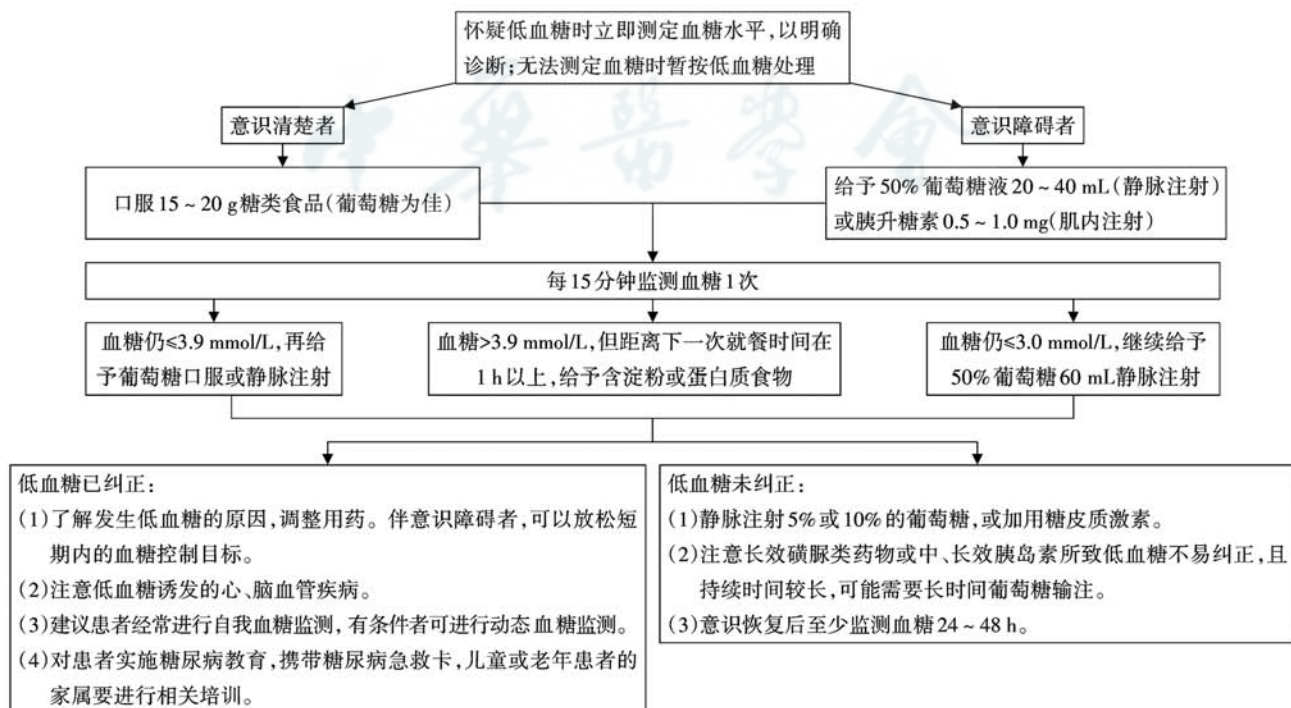 怀疑低血糖时立即测定血糖水平,以明确
诊断;无法测定血糖时暂按低血糖处理
中华医学会
意识清楚者
意识障碍者
口服15~20 g糖类食品(葡萄糖为佳)
给予50%葡萄糖液20~40 mL(静脉注射)
或胰升糖素0.5~1.0 mg(肌内注射)
每15分钟监测血糖1次
血糖仍≤3.9 mmol/L,再给
予葡萄糖口服或静脉注射
血糖>3.9 mmol/L,但距离下一次就餐时间在
1 h以上,给予含淀粉或蛋白质食物
血糖仍≤3.0 mmol/L,继续给予
50%葡萄糖60 mL静脉注射
低血糖已纠正:
(1)了解发生低血糖的原因,调整用药。伴意识障碍者,可以放松短
期内的血糖控制目标。
(2)注意低血糖诱发的心、脑血管疾病。
(3)建议患者经常进行自我血糖监测,有条件者可进行动态血糖监测。
(4)对患者实施糖尿病教育,携带糖尿病急救卡,儿童或老年患者的
家属要进行相关培训。
低血糖未纠正:
(1)静脉注射5%或10%的葡萄糖,或加用糖皮质激素。
(2)注意长效磺脲类药物或中、长效胰岛素所致低血糖不易纠正,且
持续时间较长,可能需要长时间葡萄糖输注。
(3)意识恢复后至少监测血糖24~48 h。